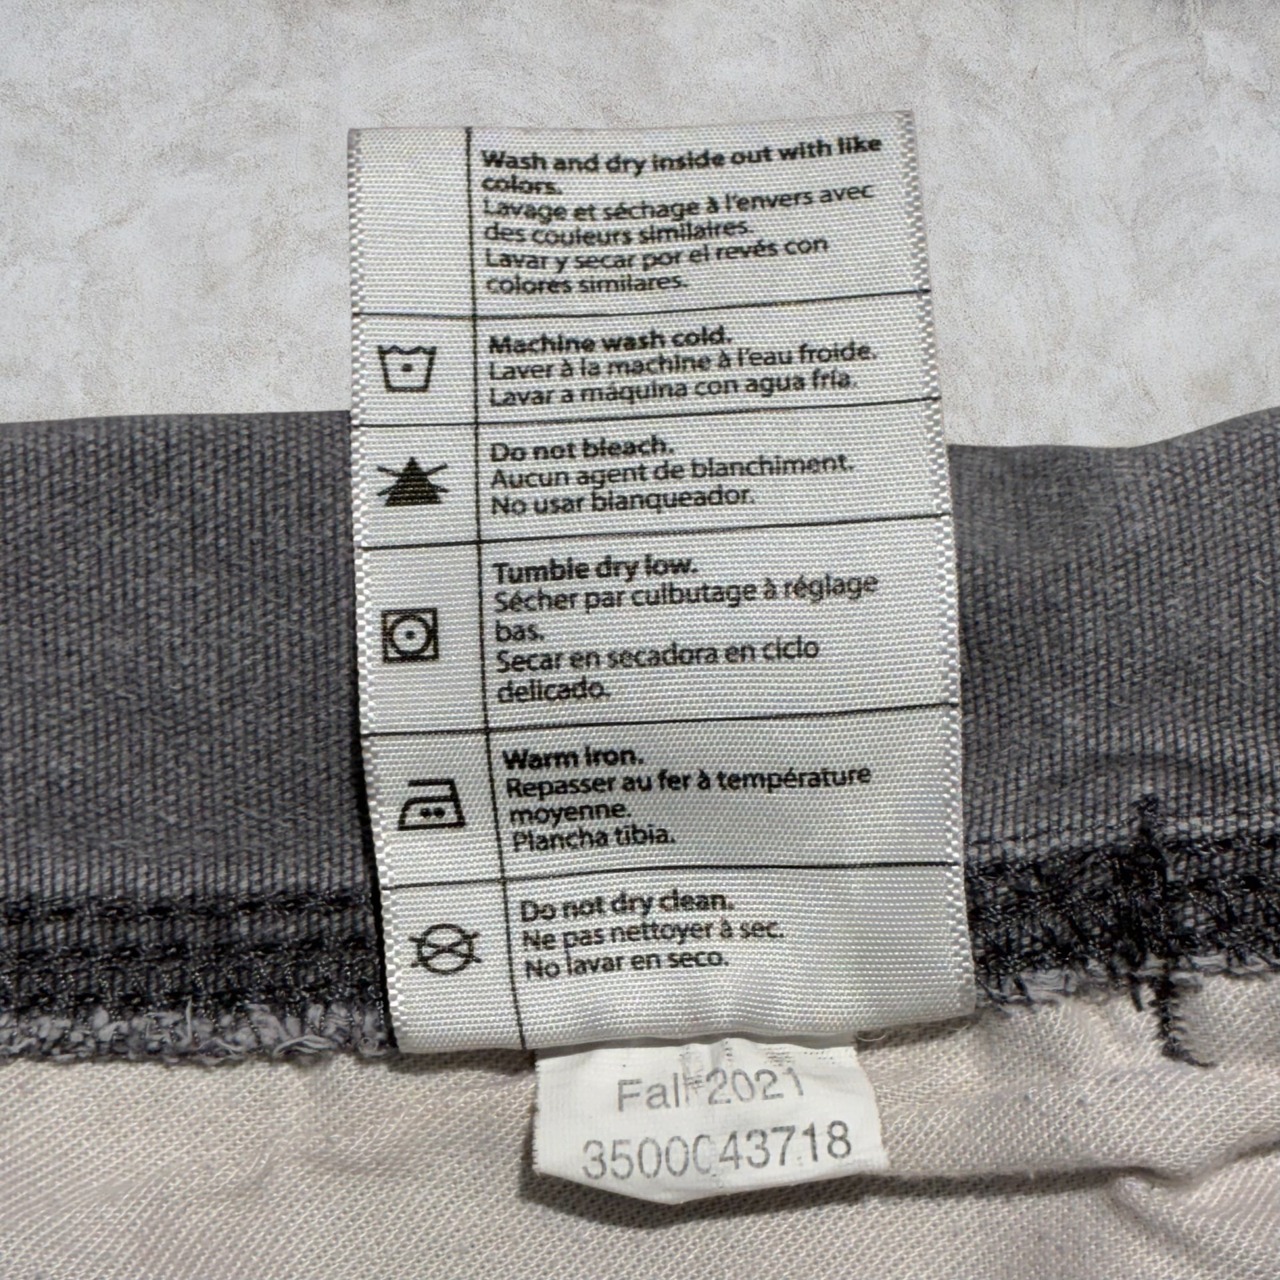 Wash and dry inside out with like
colors.
Lavage et séchage à l'envers avec
des couleurs similaires.
Lavar y secar por el revés con
colores similares.
Machine wash cold.
Laver à la machine à l'eau froide.
Lavar a máquina con agua fría.
Do not bleach.
Aucun agent de blanchiment.
No usar blanqueador.
Tumble dry low.
Sécher par culbutage à réglage
bas.
Secar en secadora en ciclo
delicado.
Warm iron.
Repasser au fer à température
moyenne.
Plancha tibia.
Do not dry clean.
Ne pas nettoyer à sec.
No lavar en seco.
Fall 2021
3500043718